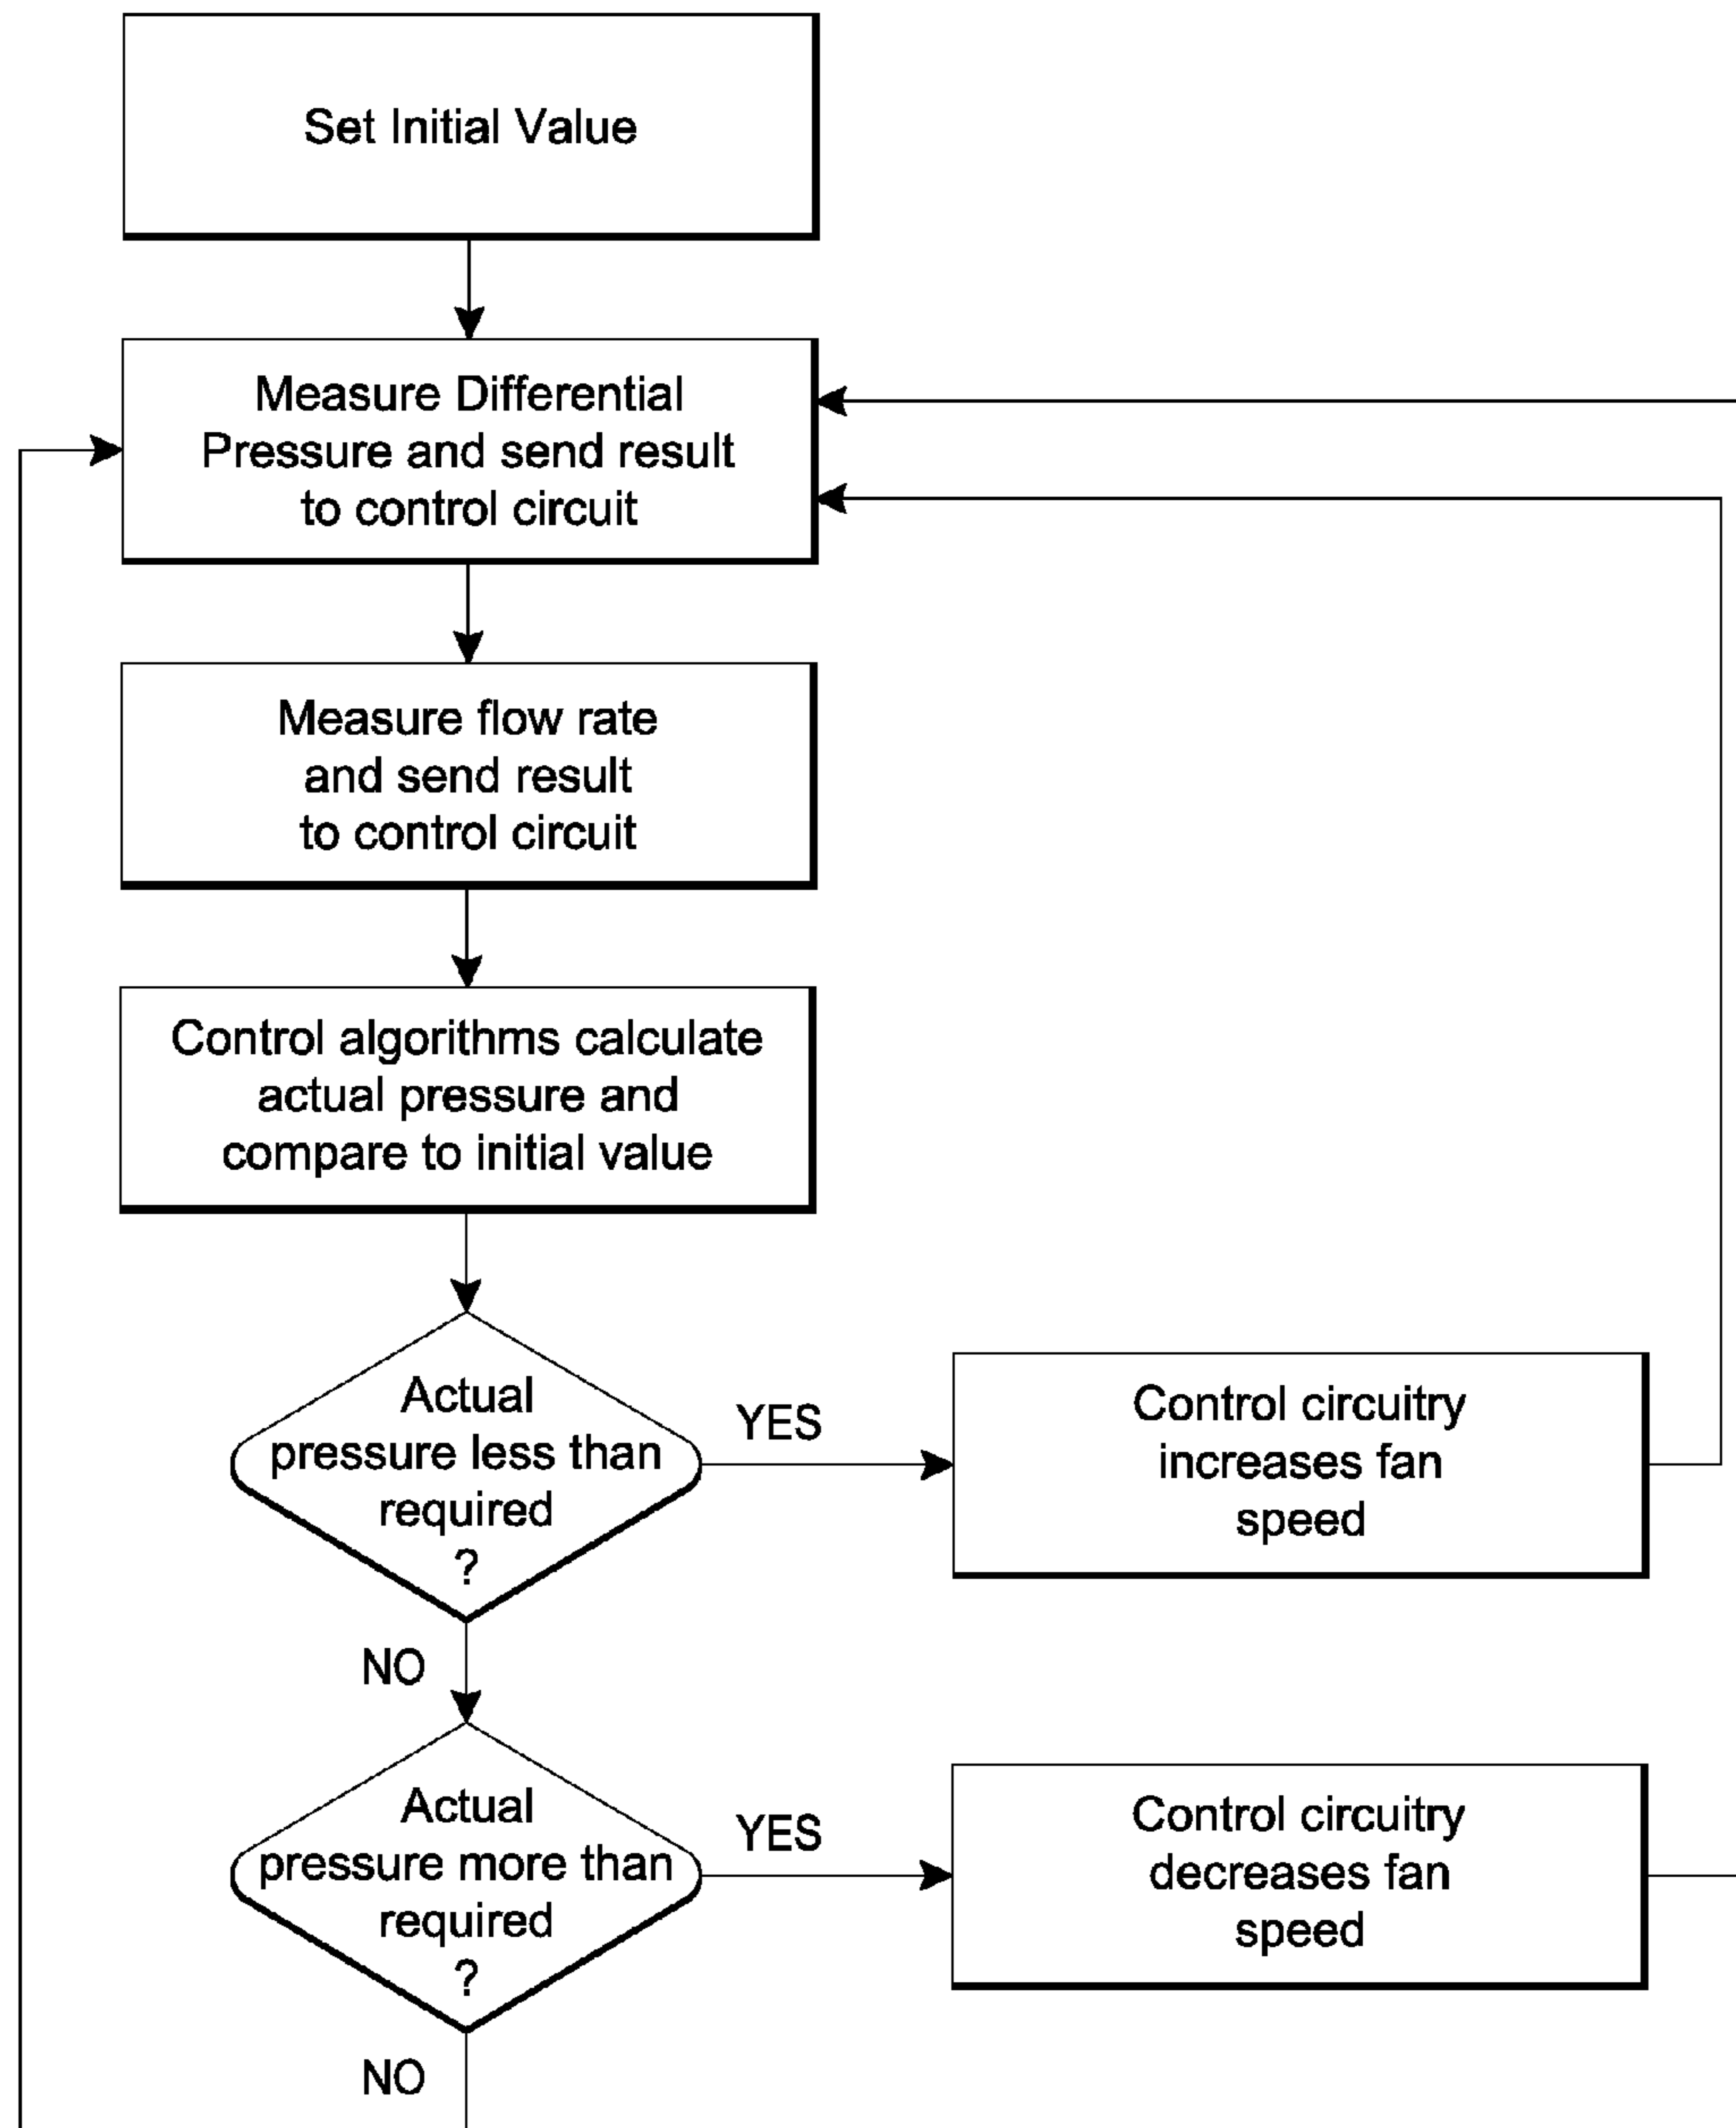 Set Initial Value
Measure Differential
Pressure and send result
to control circuit
Measure flow rate
and send result
to control circuit
Control algorithms calculate
actual pressure and
compare to initial value
Actual
pressure less than
required
?
YES
Control circuitry
increases fan
speed
NO
Actual
pressure more than
required
?
YES
Control circuitry
decreases fan
speed
NO